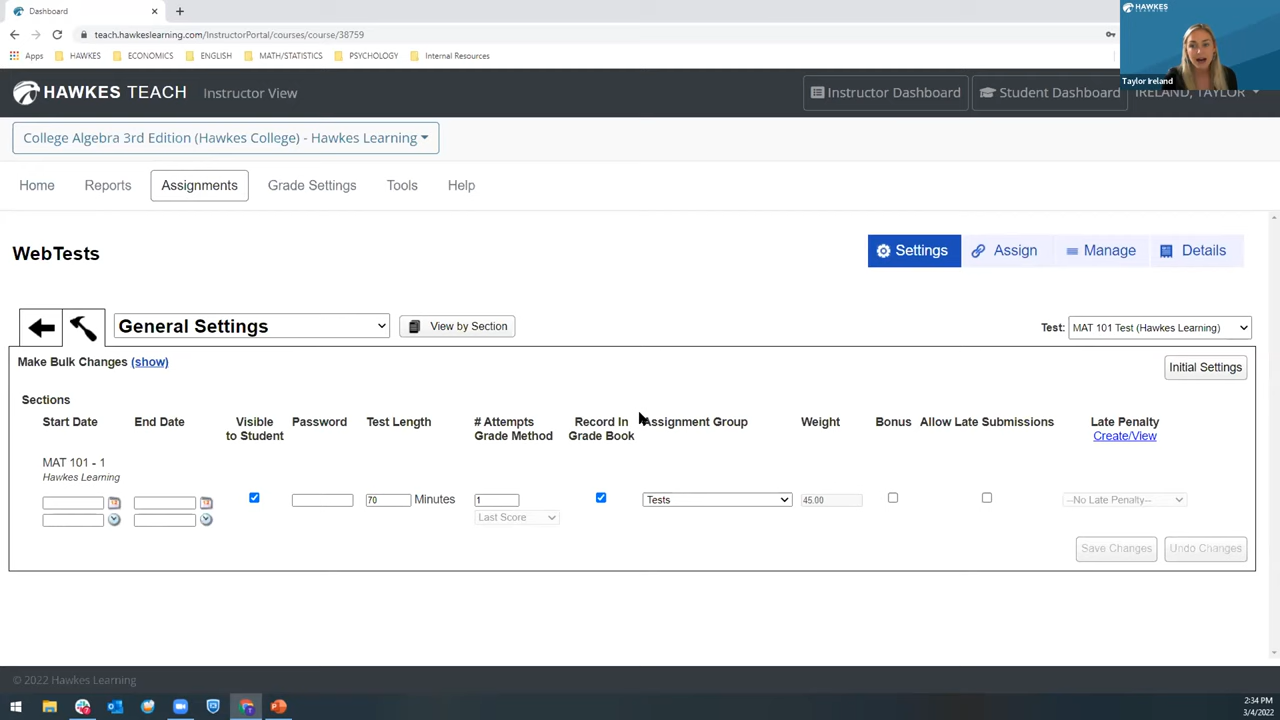 Dashboard
teach.hawkeslearning.com/InstructorPortal/courses/course/38759
Apps HAWKES ECONOMICS ENGLISH MATH/STATISTICS PSYCHOLOGY Internal Resources
HAWKES
LEARNING
Taylor Ireland
HAWKES TEACH Instructor View Instructor Dashboard Student Dashboard IRELAND, TAYLOR
College Algebra 3rd Edition (Hawkes College) - Hawkes Learning
Home Reports Assignments Grade Settings Tools Help
WebTests Settings Assign Manage Details
General Settings View by Section Test: MAT 101 Test (Hawkes Learning)
Make Bulk Changes (show) Initial Settings
Sections
Start Date End Date Visible to Student Password Test Length # Attempts Grade Method Record In Grade Book Assignment Group Weight Bonus Allow Late Submissions Late Penalty Create/View
MAT 101 - 1
Hawkes Learning
70 Minutes 1 Tests 45.00 --No Late Penalty--
Last Score
Save Changes Undo Changes
© 2022 Hawkes Learning
2:34 PM
3/4/2022